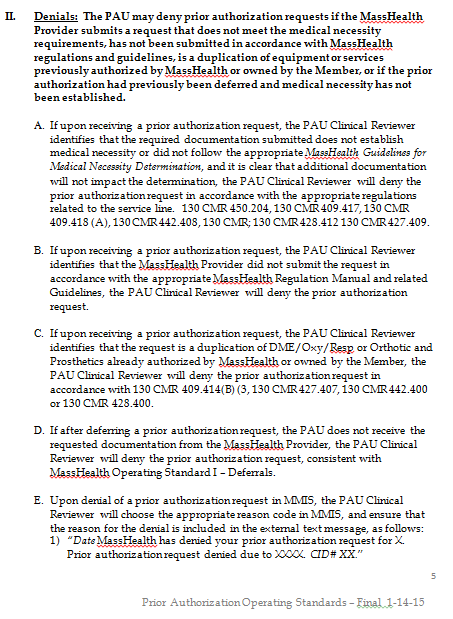 II. Denials: The PAU may deny prior authorization requests if the MassHealth
Provider submits a request that does not meet the medical necessity
requirements, has not been submitted in accordance with MassHealth
regulations and guidelines, is a duplication of equipment or services
previously authorized by MassHealth or owned by the Member, or if the prior
authorization had previously been deferred and medical necessity has not
been established.
A. If upon receiving a prior authorization request, the PAU Clinical Reviewer
identifies that the required documentation submitted does not establish
medical necessity or did not follow the appropriate MassHealth Guidelines for
Medical Necessity Determination, and it is clear that additional documentation
will not impact the determination, the PAU Clinical Reviewer will deny the
prior authorization request in accordance with the appropriate regulations
related to the service line. 130 CMR 450.204, 130 CMR 409.417, 130 CMR
409.418 (A), 130 CMR 442.408, 130 CMR; 130 CMR 428.412 130 CMR 427.409.
B. If upon receiving a prior authorization request, the PAU Clinical Reviewer
identifies that the MassHealth Provider did not submit the request in
accordance with the appropriate MassHealth Regulation Manual and related
Guidelines, the PAU Clinical Reviewer will deny the prior authorization
request.
C. If upon receiving a prior authorization request, the PAU Clinical Reviewer
identifies that the request is a duplication of DME/Oxy/Resp or Orthotic and
Prosthetics already authorized by MassHealth or owned by the Member, the
PAU Clinical Reviewer will deny the prior authorization request in
accordance with 130 CMR 409.414(B) (3, 130 CMR 427.407, 130 CMR 442.400
or 130 CMR 428.400.
D. If after deferring a prior authorization request, the PAU does not receive the
requested documentation from the MassHealth Provider, the PAU Clinical
Reviewer will deny the prior authorization request, consistent with
MassHealth Operating Standard I – Deferrals.
E. Upon denial of a prior authorization request in MMIS, the PAU Clinical
Reviewer will choose the appropriate reason code in MMIS, and ensure that
the reason for the denial is included in the external text message, as follows:
1) "Date MassHealth has denied your prior authorization request for X.
Prior authorization request denied due to XXXX. CID# XX."
5
Prior Authorization Operating Standards – Final 1-14-15